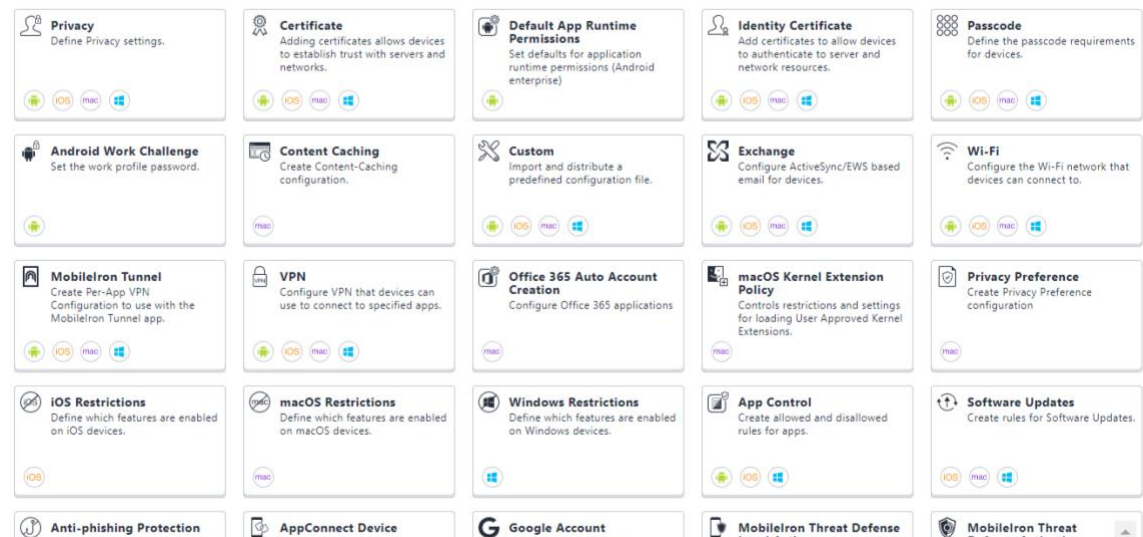 Privacy
Define Privacy settings.
iOS
mac
Certificate
Adding certificates allows devices
to establish trust with servers and
networks.
iOS
mac
Default App Runtime
Permissions
Set defaults for application
runtime permissions (Android
enterprise)
Identity Certificate
Add certificates to allow devices
to authenticate to server and
network resources.
iOS
mac
Passcode
Define the passcode requirements
for devices.
iOS
mac
Android Work Challenge
Set the work profile password.
Content Caching
Create Content-Caching
configuration.
mac
Custom
Import and distribute a
predefined configuration file.
iOS
mac
Exchange
Configure ActiveSync/EWS based
email for devices.
iOS
mac
Wi-Fi
Configure the Wi-Fi network that
devices can connect to.
iOS
mac
MobileIron Tunnel
Create Per-App VPN
Configuration to use with the
MobileIron Tunnel app.
iOS
mac
VPN
VPN
Configure VPN that devices can
use to connect to specified apps.
iOS
mac
Office 365 Auto Account
Creation
Configure Office 365 applications
mac
macOS Kernel Extension
Policy
Controls restrictions and settings
for loading User Approved Kernel
Extensions.
mac
Privacy Preference
Create Privacy Preference
configuration
mac
iOS
iOS Restrictions
Define which features are enabled
on iOS devices.
iOS
mac
macOS Restrictions
Define which features are enabled
on macOS devices.
mac
Windows Restrictions
Define which features are enabled
on Windows devices.
App Control
Create allowed and disallowed
rules for apps.
iOS
Software Updates
Create rules for Software Updates.
iOS
mac
Anti-phishing Protection
AppConnect Device
G
Google Account
MobileIron Threat Defense
MobileIron Threat